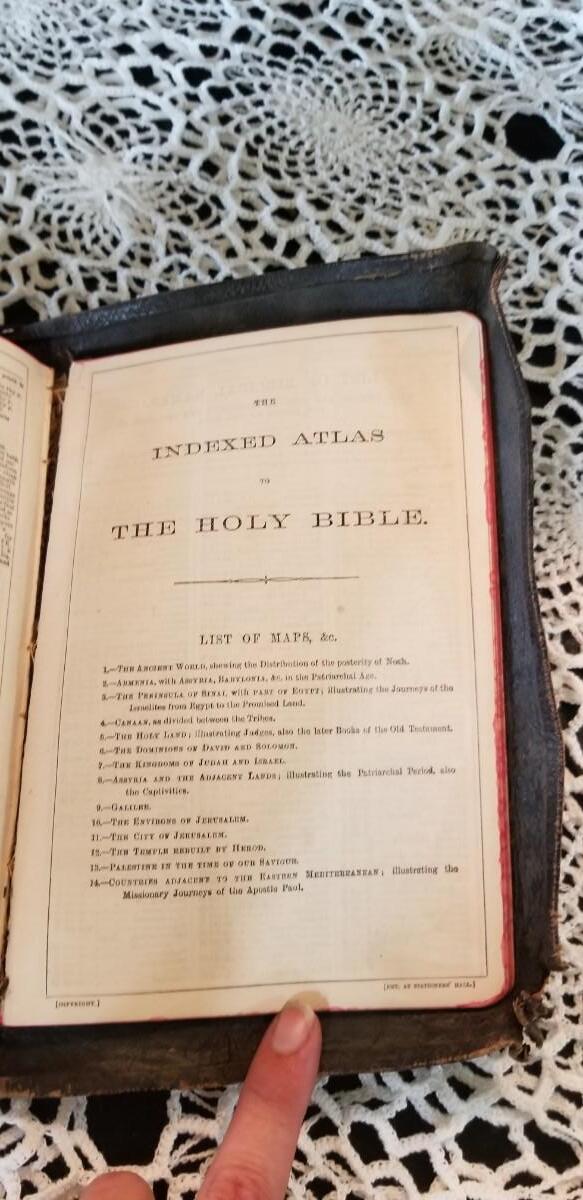 THE
INDEXED ATLAS
TO
THE HOLY BIBLE.
LIST OF MAPS, &c.
1.—THE ANCIENT WORLD, shewing the Distribution of the posterity of Noah.
2.—ARMENIA, with ASSYRIA, BABYLONIA, &c. in the Patriarchal Age.
3.—THE PENINSULA OF SINAI, with PART OF EGYPT; illustrating the Journeys of the
Israelites from Egypt to the Promised Land.
4.—CANAAN, as divided between the Tribes.
5.—THE HOLY LAND; illustrating Judges, also the later Books of the Old Testament.
6.—THE DOMINIONS OF DAVID AND SOLOMON.
7.—THE KINGDOMS OF JUDAH AND ISRAEL.
8.—ASSYRIA AND THE ADJACENT LANDS; illustrating the Patriarchal Period, also
the Captivities.
9.—GALILEE.
10.—THE ENVIRONS OF JERUSALEM.
11.—THE CITY OF JERUSALEM.
12.—THE TEMPLE REBUILT BY HEROD.
13.—PALESTINE IN THE TIME OF OUR SAVIOUR.
14.—COUNTRIES ADJACENT TO THE EASTERN MEDITERRANEAN; illustrating the
Missionary Journeys of the Apostle Paul.
[COPYRIGHT.]
[ENT. AT STATIONERS' HALL.]